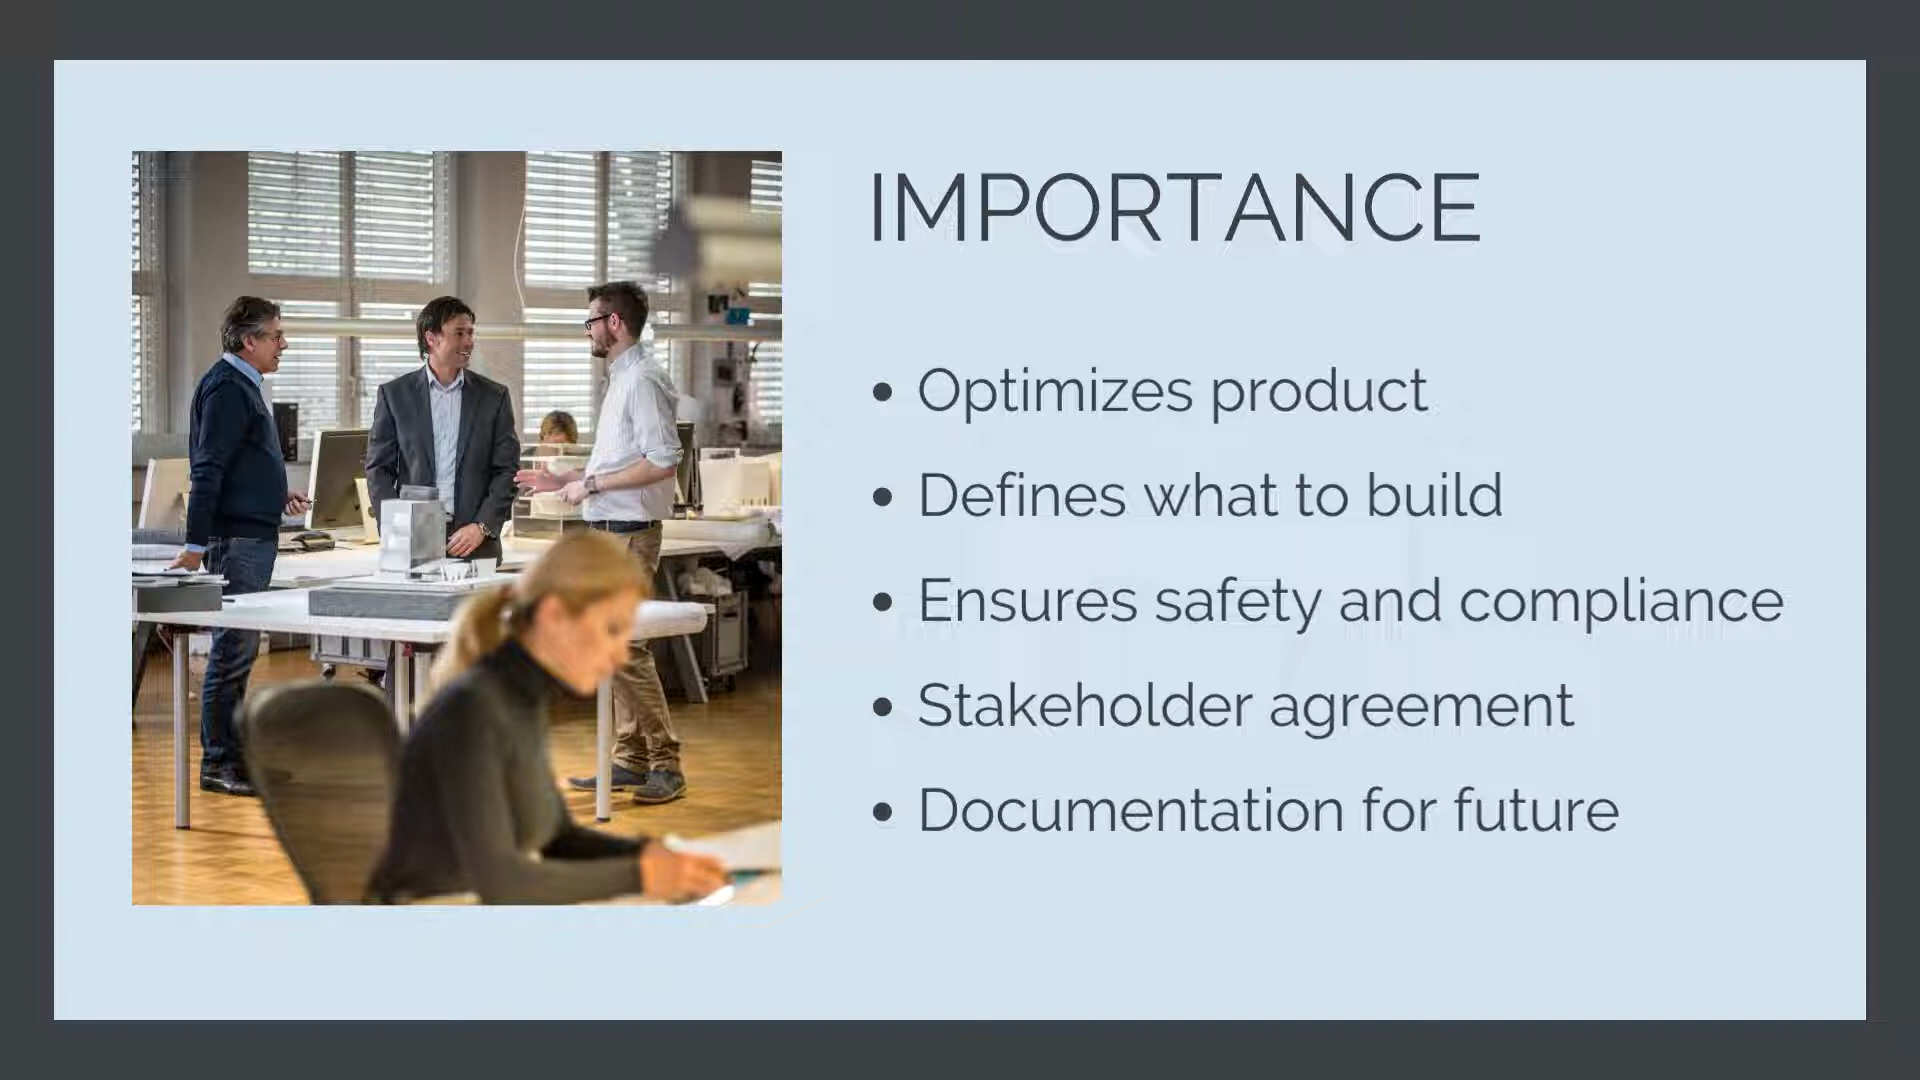 IMPORTANCE
• Optimizes product
• Defines what to build
• Ensures safety and compliance
• Stakeholder agreement
• Documentation for future